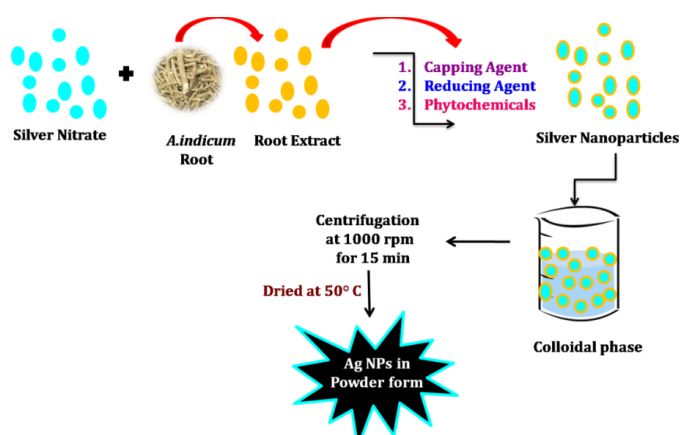 1. Capping Agent
2. Reducing Agent
3. Phytochemicals
Silver Nitrate
A.indicum
Root
Root Extract
Silver Nanoparticles
Centrifugation
at 1000 rpm
for 15 min
Dried at 50° C
Colloidal phase
Ag NPs in
Powder form